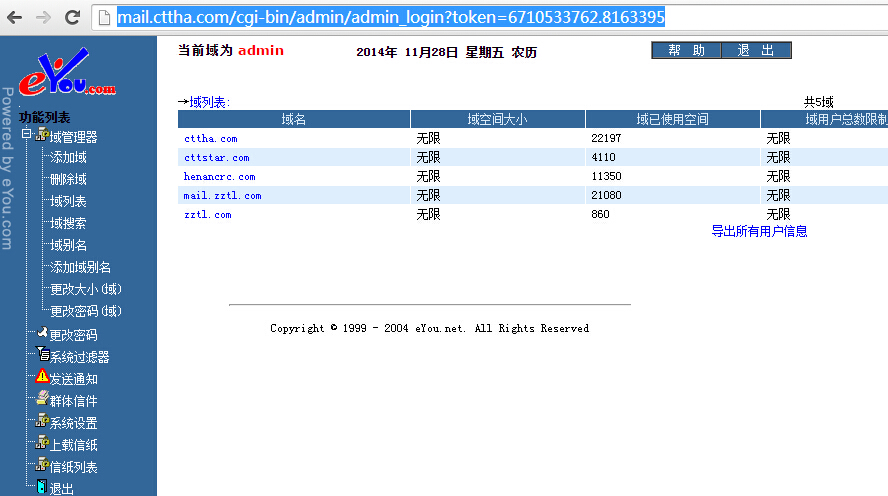 mail.cttha.com/cgi-bin/admin/admin_login?token=6710533762.8163395
eYou.com
Powered by eYou.com
功能列表
域管理器
添加域
删除域
域列表
域搜索
域别名
添加域别名
更改大小(域)
更改密码(域)
更改密码
系统过滤器
发送通知
群体信件
系统设置
上载信纸
信纸列表
退出
当前域为 admin 2014年 11月28日 星期五 农历 帮 助 退 出
→域列表: 共5域
域名 域空间大小 域已使用空间 域用户总数限制
cttha.com 无限 22197 无限
cttstar.com 无限 4110 无限
henancrc.com 无限 11350 无限
mail.zztl.com 无限 21080 无限
zztl.com 无限 860 无限
导出所有用户信息
Copyright © 1999 - 2004 eYou.net. All Rights Reserved